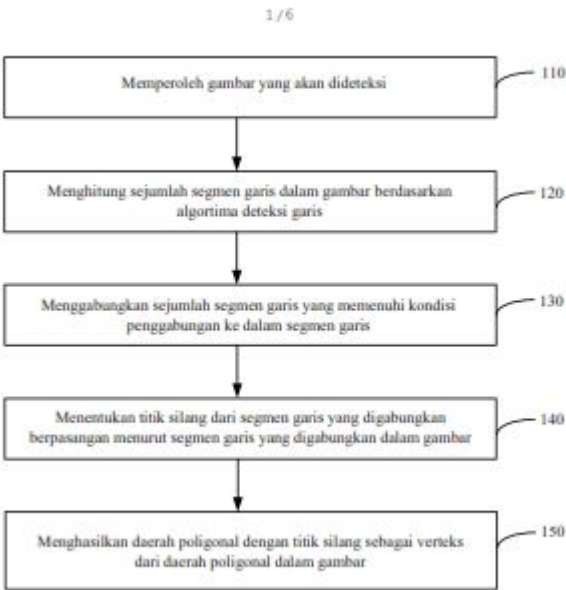 1/6
Memperoleh gambar yang akan dideteksi
110
Menghitung sejumlah segmen garis dalam gambar berdasarkan
algortima deteksi garis
120
Menggabungkan sejumlah segmen garis yang memenuhi kondisi
penggabungan ke dalam segmen garis
130
Menentukan titik silang dari segmen garis yang digabungkan
berpasangan menurut segmen garis yang digabungkan dalam gambar
140
Menghasilkan daerah poligonal dengan titik silang sebagai verteks
dari daerah poligonal dalam gambar
150